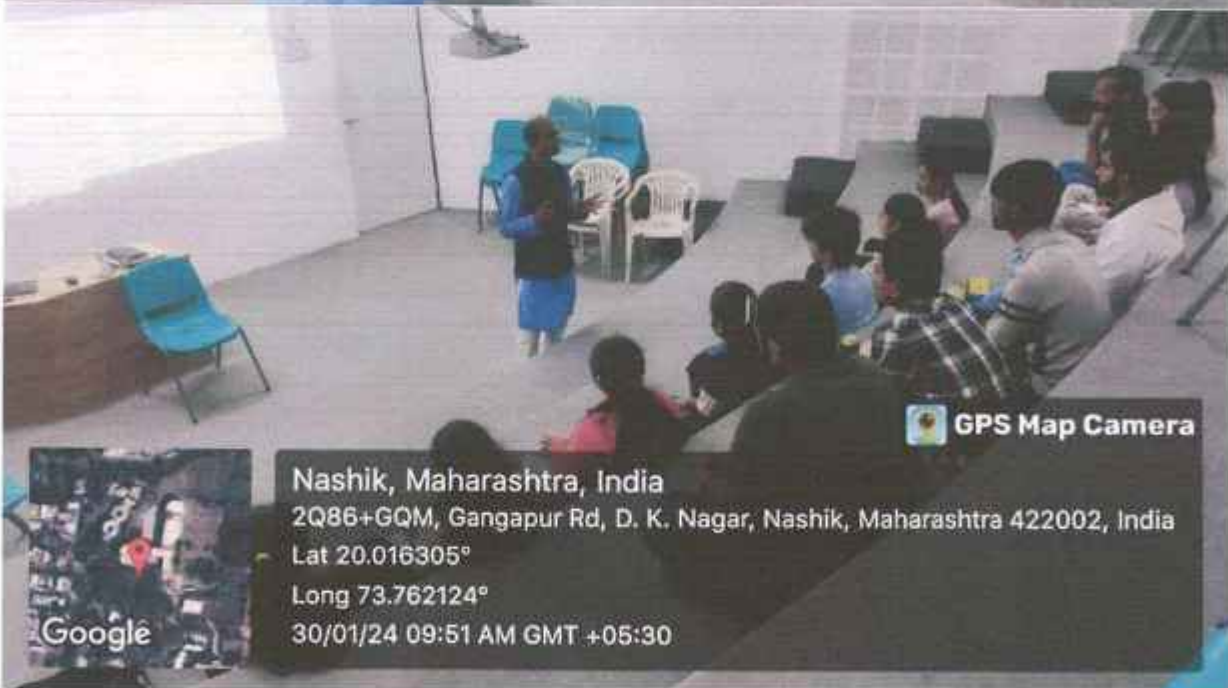 GPS Map Camera
Nashik, Maharashtra, India
2Q86+GQM, Gangapur Rd, D. K. Nagar, Nashik, Maharashtra 422002, India
Lat 20.016305°
Long 73.762124°
30/01/24 09:51 AM GMT +05:30
Google